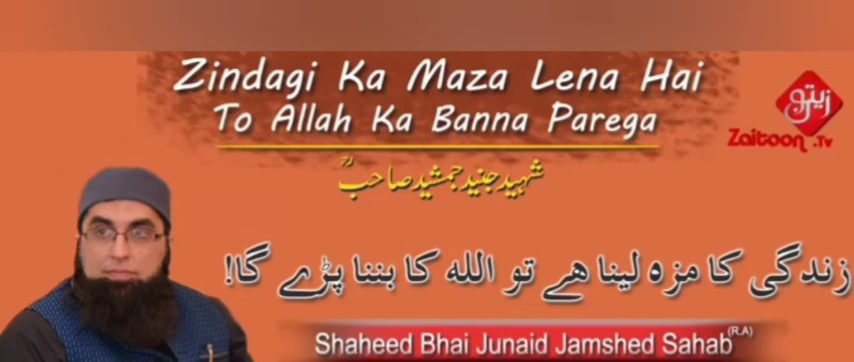 Zindagi Ka Maza Lena Hai
To Allah Ka Banna Parega
زیتون
Zaitoon.Tv
شہید جنید جمشید صاحبؒ
زندگی کا مزہ لینا ھے تو اللہ کا بننا پڑے گا!
Shaheed Bhai Junaid Jamshed Sahab (R.A)